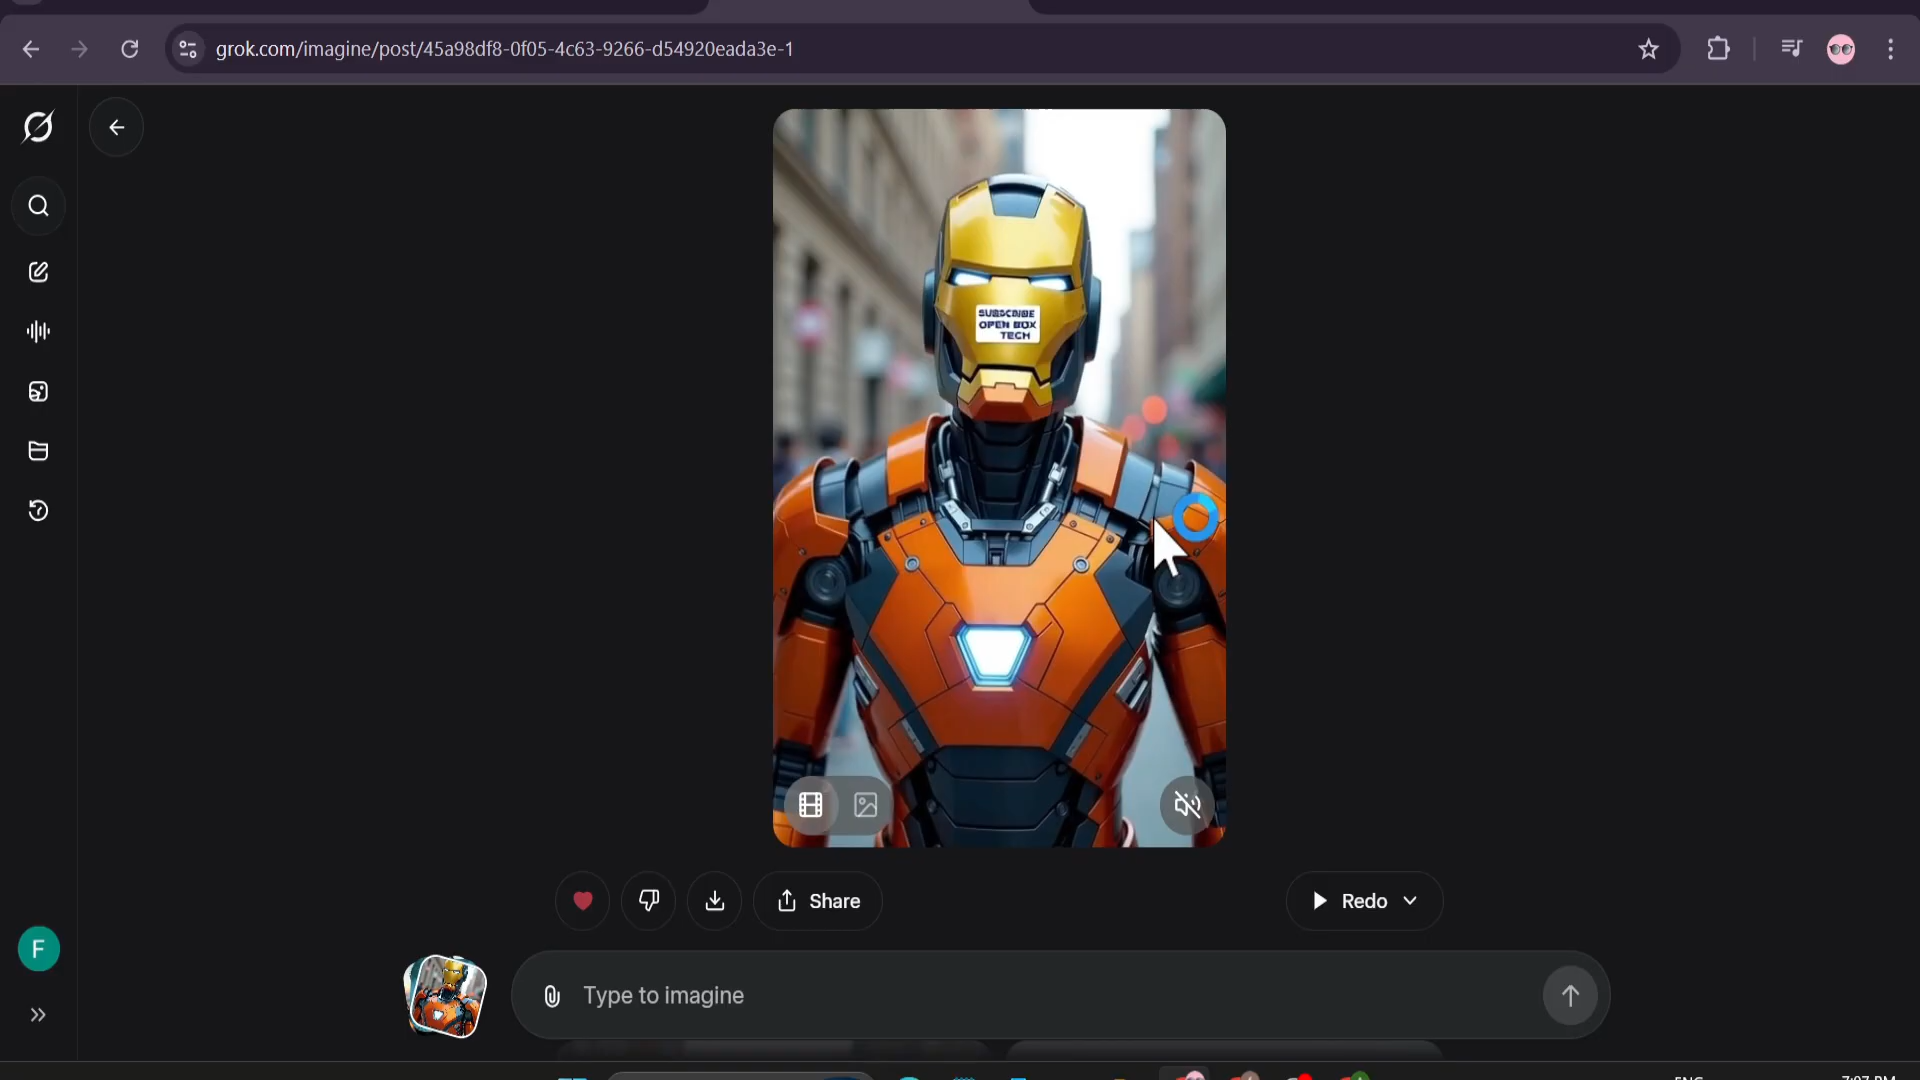 grok.com/imagine/post/45a98df8-0f05-4c63-9266-d54920eada3e-1
SUBSCRIBE
OPEN BOX
TECH
Share
Redo
F
Type to imagine